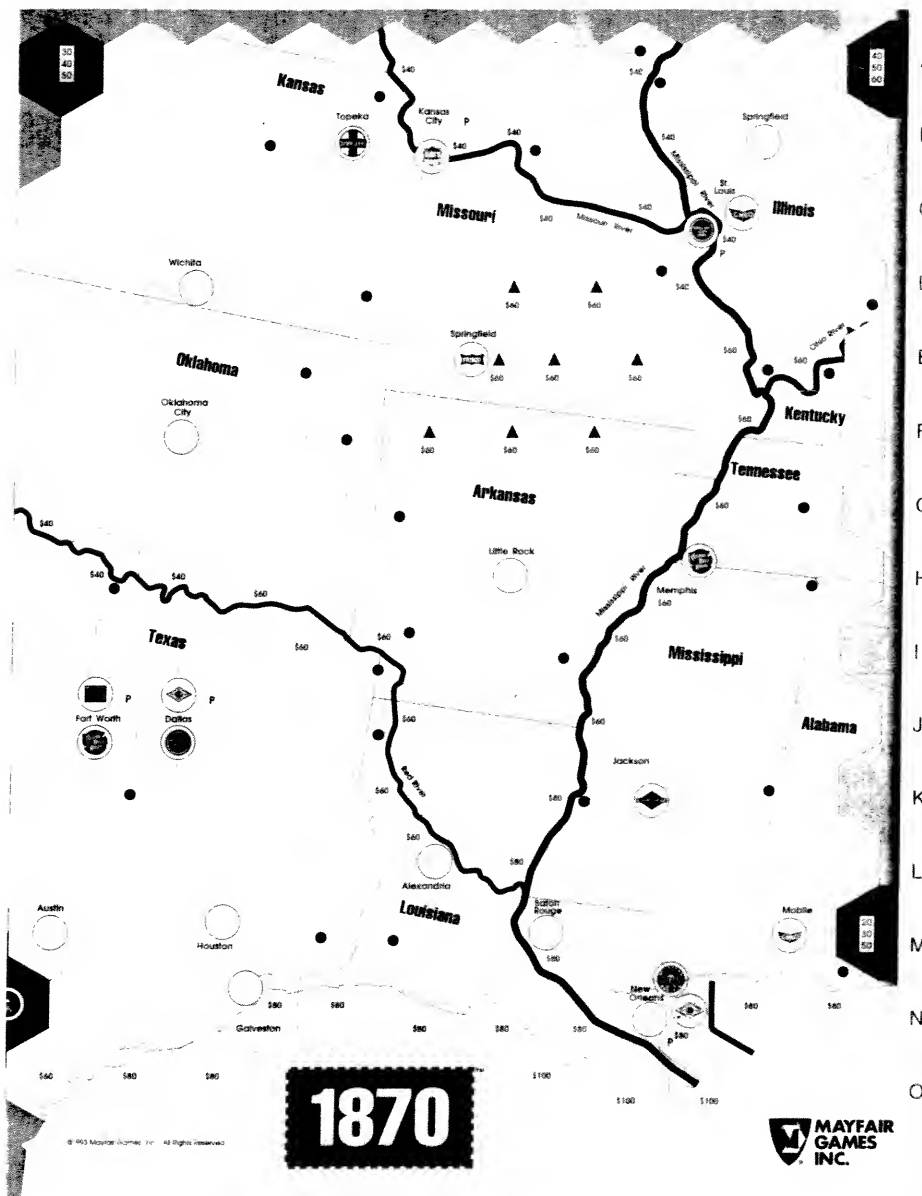 30
40
50
40
50
60
$40
$40
Kansas
Topeka
Kansas City
P
$40
$40
$40
Springfield
Mississippi River
St. Louis
Missouri
$40
Missouri River
$40
Illinois
$40
P
Wichita
$40
$60
$60
Springfield
$60
$60
$60
$60
$60
Ohio River
Oklahoma
Oklahoma City
$60
$60
$60
$60
Kentucky
F
Tennessee
Arkansas
$60
$40
Little Rock
$40
$40
$60
Mississippi River
Memphis
$60
H
Texas
$60
$60
$60
Mississippi
I
P
P
Fort Worth
Dallas
$60
$60
Alabama
J
Red River
Jackson
$60
K
$60
$80
L
Alexandria
Louisiana
Austin
Houston
Baton Rouge
Mobile
20
30
50
M
$80
New Orleans
$80
$80
$80
$80
Galveston
$80
$80
$80
P
$80
N
$60
$80
$80
$100
$100
$100
O
1870
MAYFAIR
GAMES
INC.
All Rights Reserved